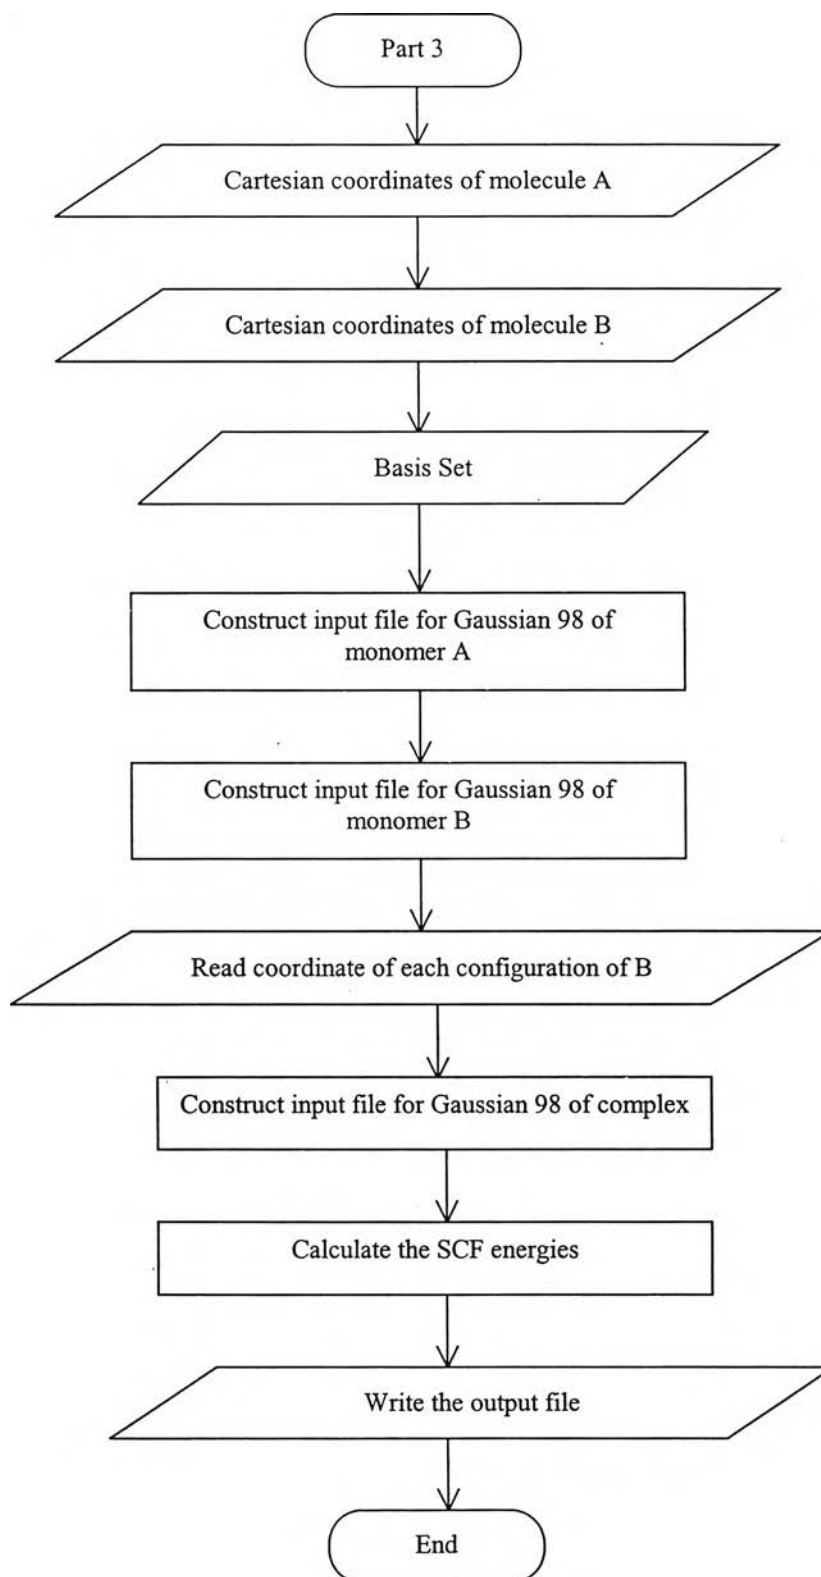 Part 3
Cartesian coordinates of molecule A
Cartesian coordinates of molecule B
Basis Set
Construct input file for Gaussian 98 of
monomer A
Construct input file for Gaussian 98 of
monomer B
Read coordinate of each configuration of B
Construct input file for Gaussian 98 of complex
Calculate the SCF energies
Write the output file
End